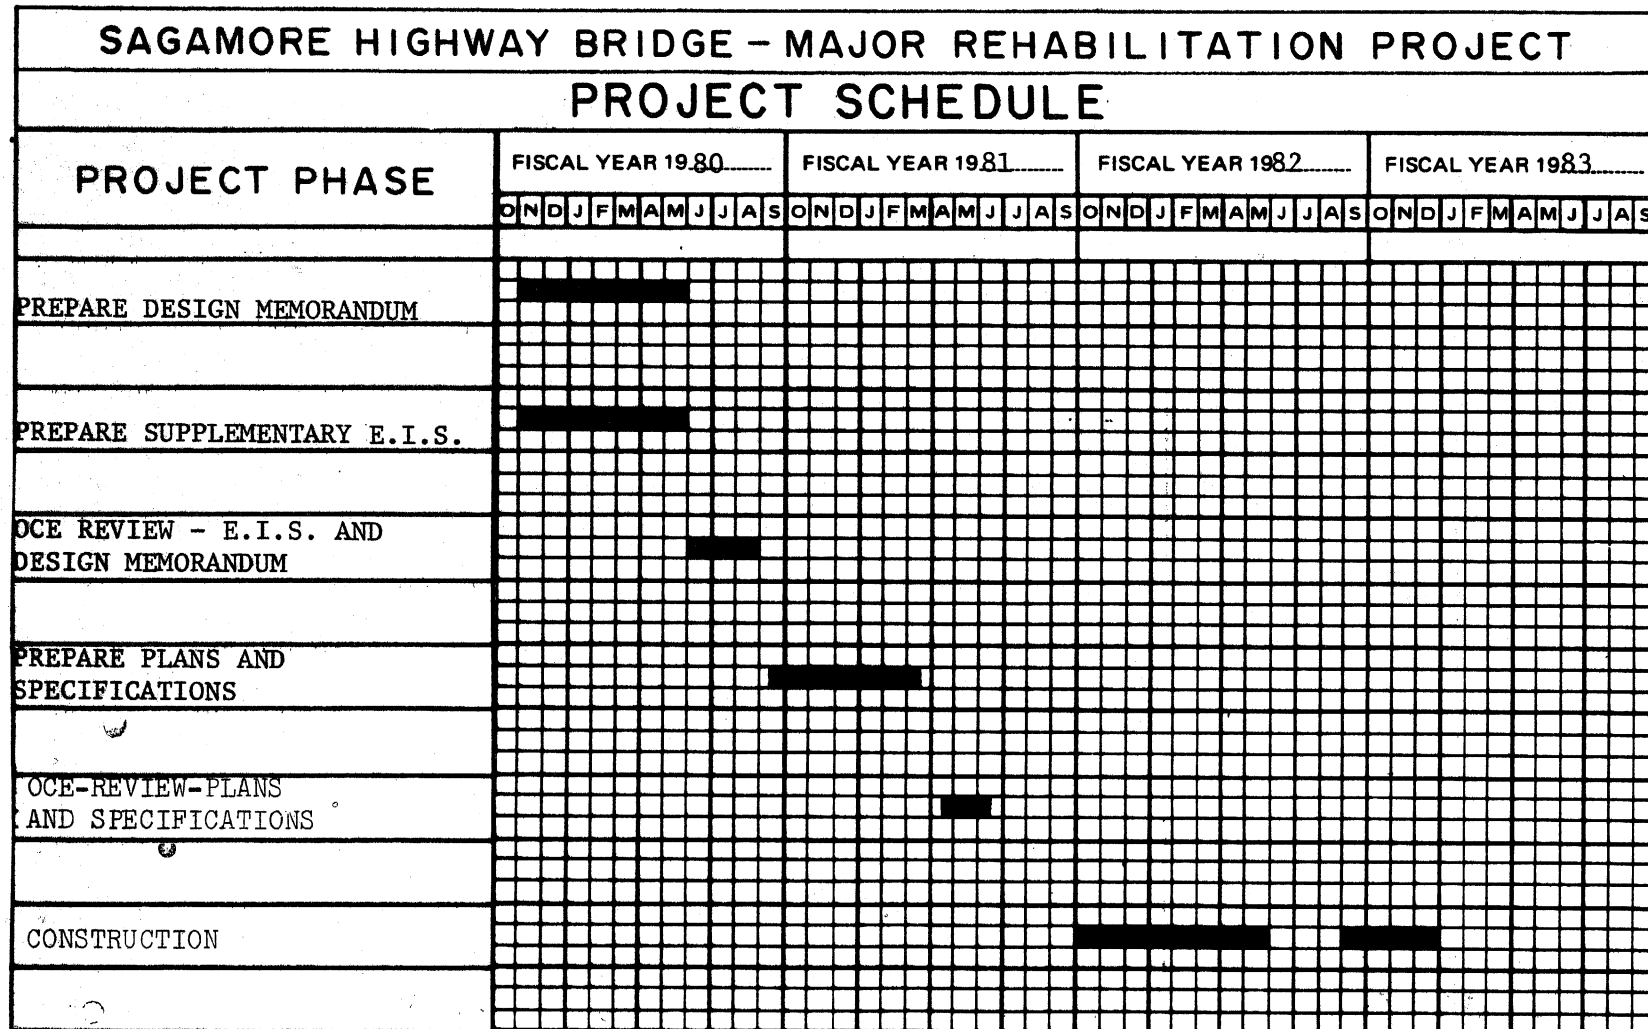 SAGAMORE HIGHWAY BRIDGE – MAJOR REHABILITATION PROJECT
PROJECT SCHEDULE
PROJECT PHASE
FISCAL YEAR 1980 FISCAL YEAR 1981 FISCAL YEAR 1982 FISCAL YEAR 1983
O N D J F M A M J J A S O N D J F M A M J J A S O N D J F M A M J J A S O N D J F M A M J J A S
PREPARE DESIGN MEMORANDUM
PREPARE SUPPLEMENTARY E.I.S.
OCE REVIEW - E.I.S. AND
DESIGN MEMORANDUM
PREPARE PLANS AND
SPECIFICATIONS
OCE-REVIEW-PLANS
AND SPECIFICATIONS
CONSTRUCTION